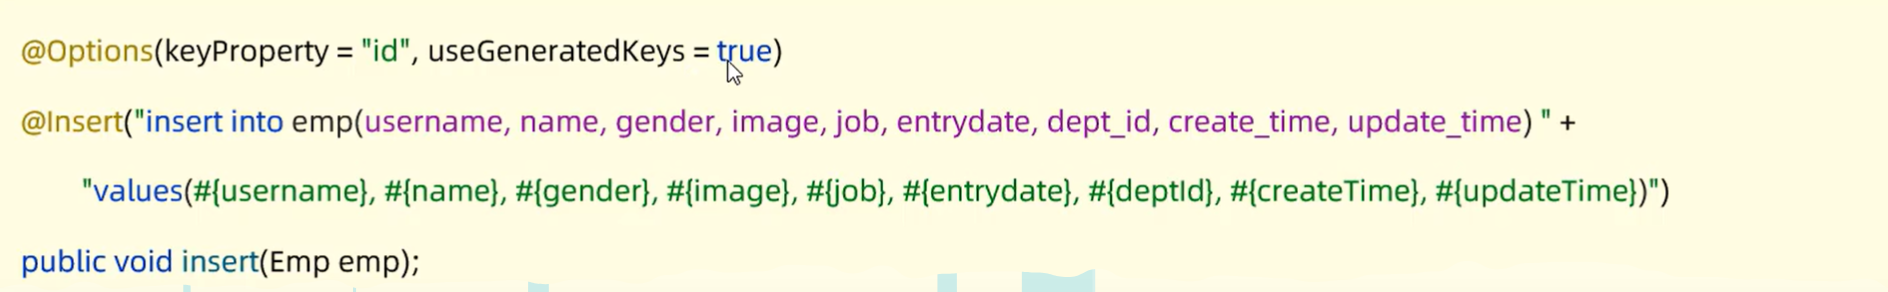 @Options(keyProperty = "id", useGeneratedKeys = true)
@Insert("insert into emp(username, name, gender, image, job, entrydate, dept_id, create_time, update_time) " +
"values(#{username}, #{name}, #{gender}, #{image}, #{job}, #{entrydate}, #{deptId}, #{createTime}, #{updateTime})")
public void insert(Emp emp);